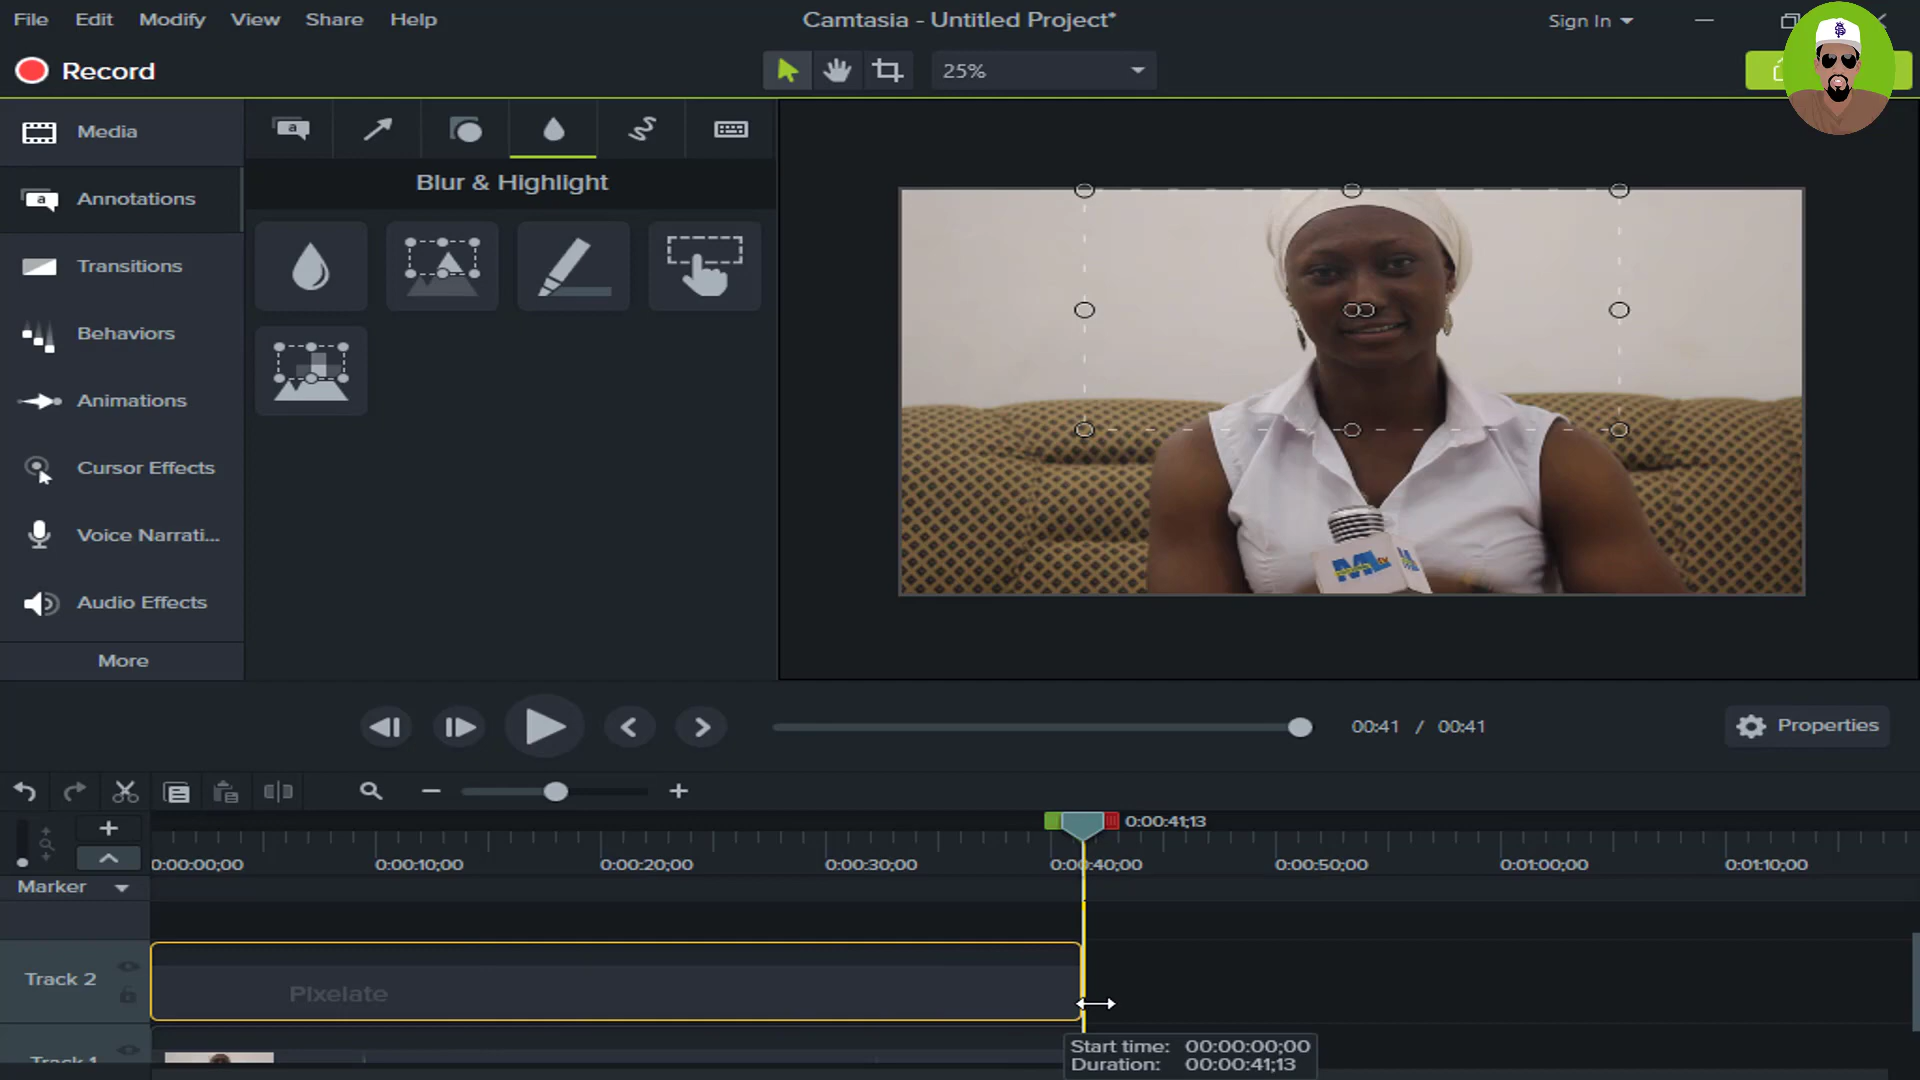 File Edit Modify View Share Help
Camtasia - Untitled Project*
Sign In
Record
25%
Media
Annotations
Transitions
Behaviors
Animations
Cursor Effects
Voice Narrati...
Audio Effects
More
Blur & Highlight
00:41 / 00:41
Properties
0:00:41;13
0:00:00;00 0:00:10;00 0:00:20;00 0:00:30;00 0:00:40;00 0:00:50;00 0:01:00;00 0:01:10;00
Marker
Track 2
Pixelate
Track 1
Start time: 00:00:00;00
Duration: 00:00:41;13